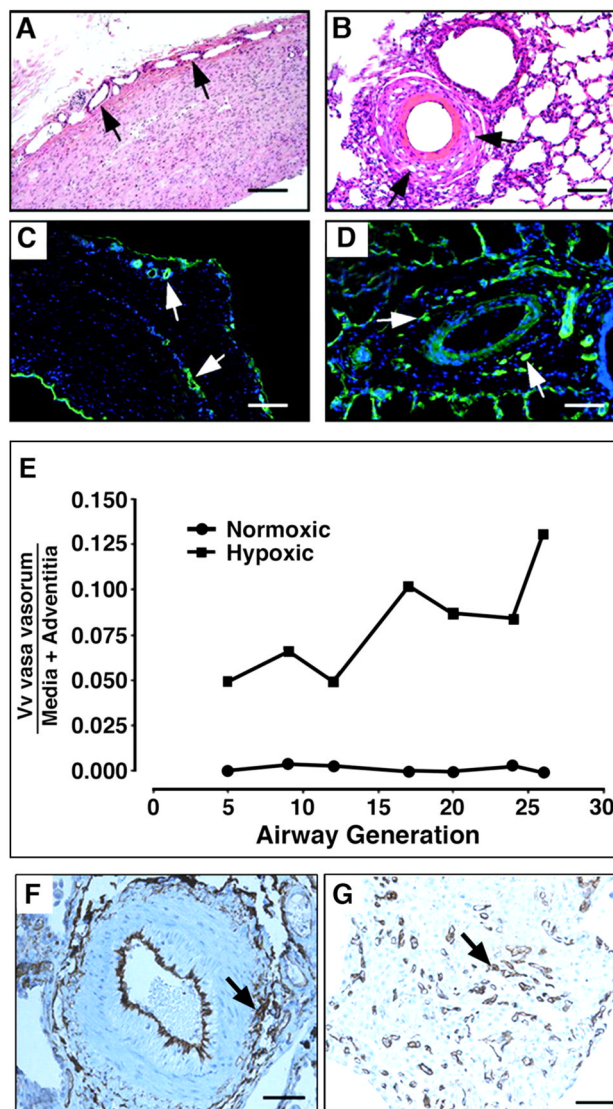 A
B
C
D
E
0.150
0.125
0.100
0.075
0.050
0.025
0.000
Vv vasa vasorum
Media + Adventitia
Normoxic
Hypoxic
0 5 10 15 20 25 30
Airway Generation
F
G